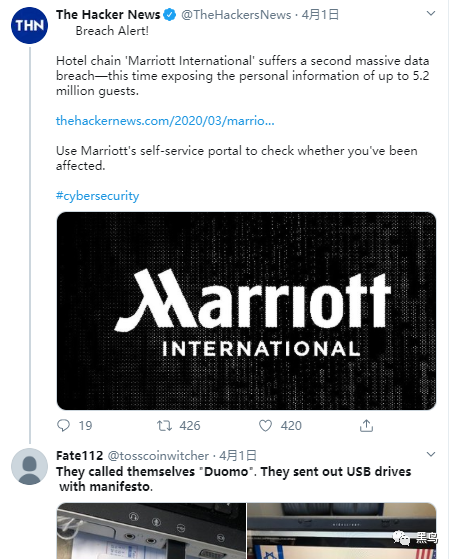 THN
The Hacker News @TheHackersNews · 4月1日
Breach Alert!
Hotel chain 'Marriott International' suffers a second massive data
breach—this time exposing the personal information of up to 5.2
million guests.
thehackernews.com/2020/03/marrio...
Use Marriott's self-service portal to check whether you've been
affected.
#cybersecurity
Marriott
INTERNATIONAL
19 426 420
Fate112 @tosscoinwitcher · 4月1日
They called themselves "Duomo". They sent out USB drives
with manifesto.
黑鸟